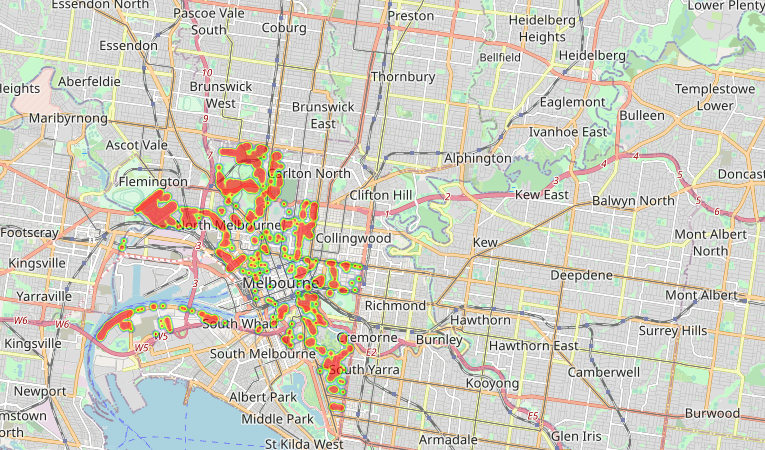 Essendon North
Pascoe Vale
South
Coburg
Preston
Heidelberg
Heights
Lower Plenty
Essendon
Bellfield
Heidelberg
Aberfeldie
10
Thornbury
Brunswick
West
Templestowe
Lower
Heights
Maribyrnong
9
Brunswick
East
Eaglemont
Bulleen
Ivanhoe East
Ascot Vale
Alphington
4
4
Flemington
Carlton North
5
Doncast
2
Clifton Hill
Kew East
Balwyn North
5
1
6
North Melbourne
Footscray
Collingwood
Kew
Mont Albert
North
3
Kingsville
Deepdene
Melbourne
3
Yarraville
Mont Albert
Richmond
W6
W6
South Wharf
Hawthorn
Surrey Hills
Kingsville
W5
W5
Cremorne
Burnley
Hawthorn East
E2
South Melbourne
South Yarra
Camberwell
Newport
Kooyong
Albert Park
Middle Park
E5
Burwood
mstown
orth
St Kilda West
Armadale
Glen Iris